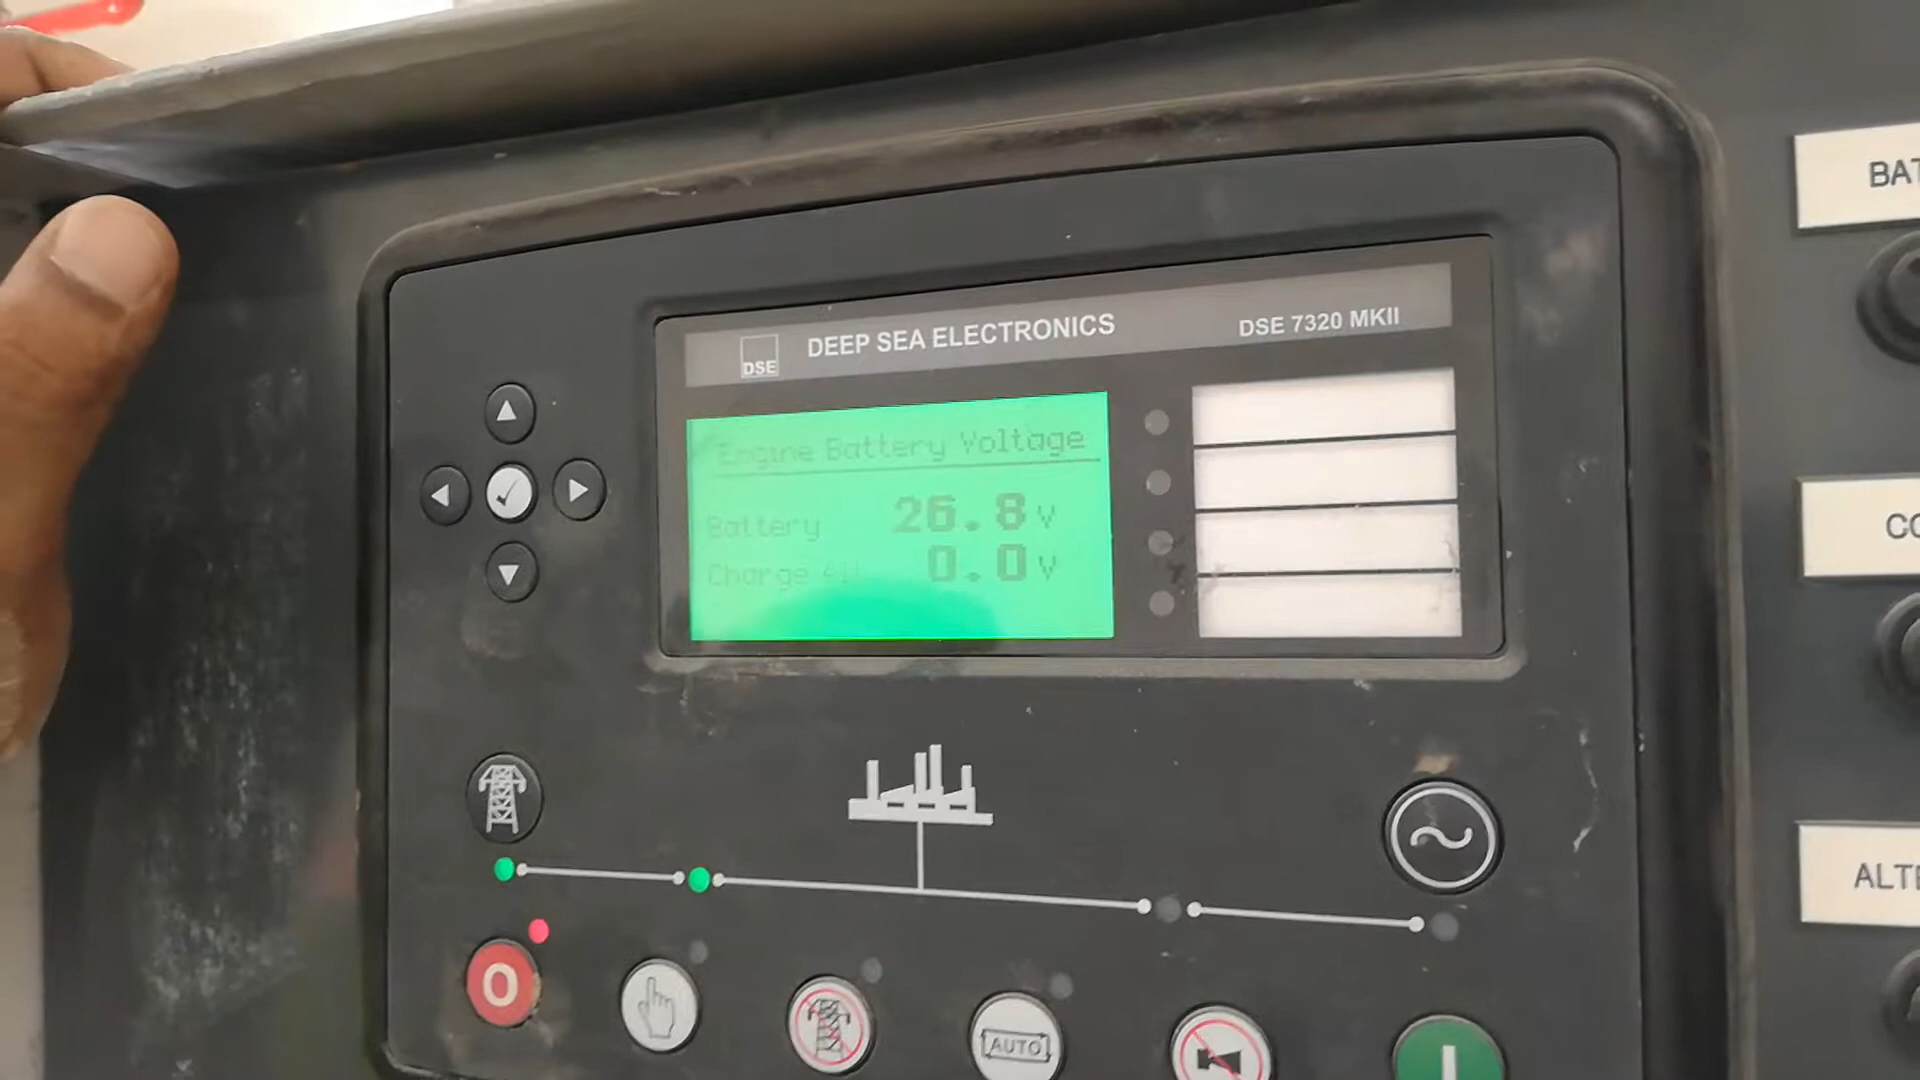 DSE
DEEP SEA ELECTRONICS
DSE 7320 MKII
Engine Battery Voltage
Battery 26.8 V
Charge Alt 0.0 V
BAT
CO
ALTE
O
AUTO
I